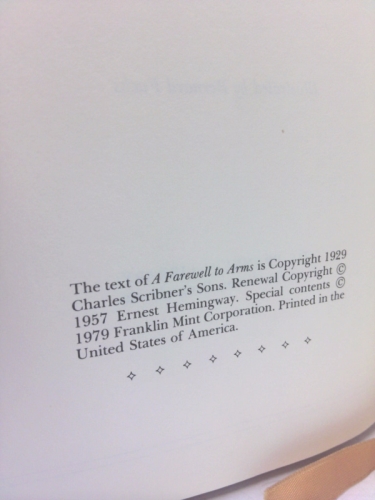 The text of A Farewell to Arms is Copyright 1929
Charles Scribner's Sons. Renewal Copyright ©
1957 Ernest Hemingway. Special contents ©
1979 Franklin Mint Corporation. Printed in the
United States of America.